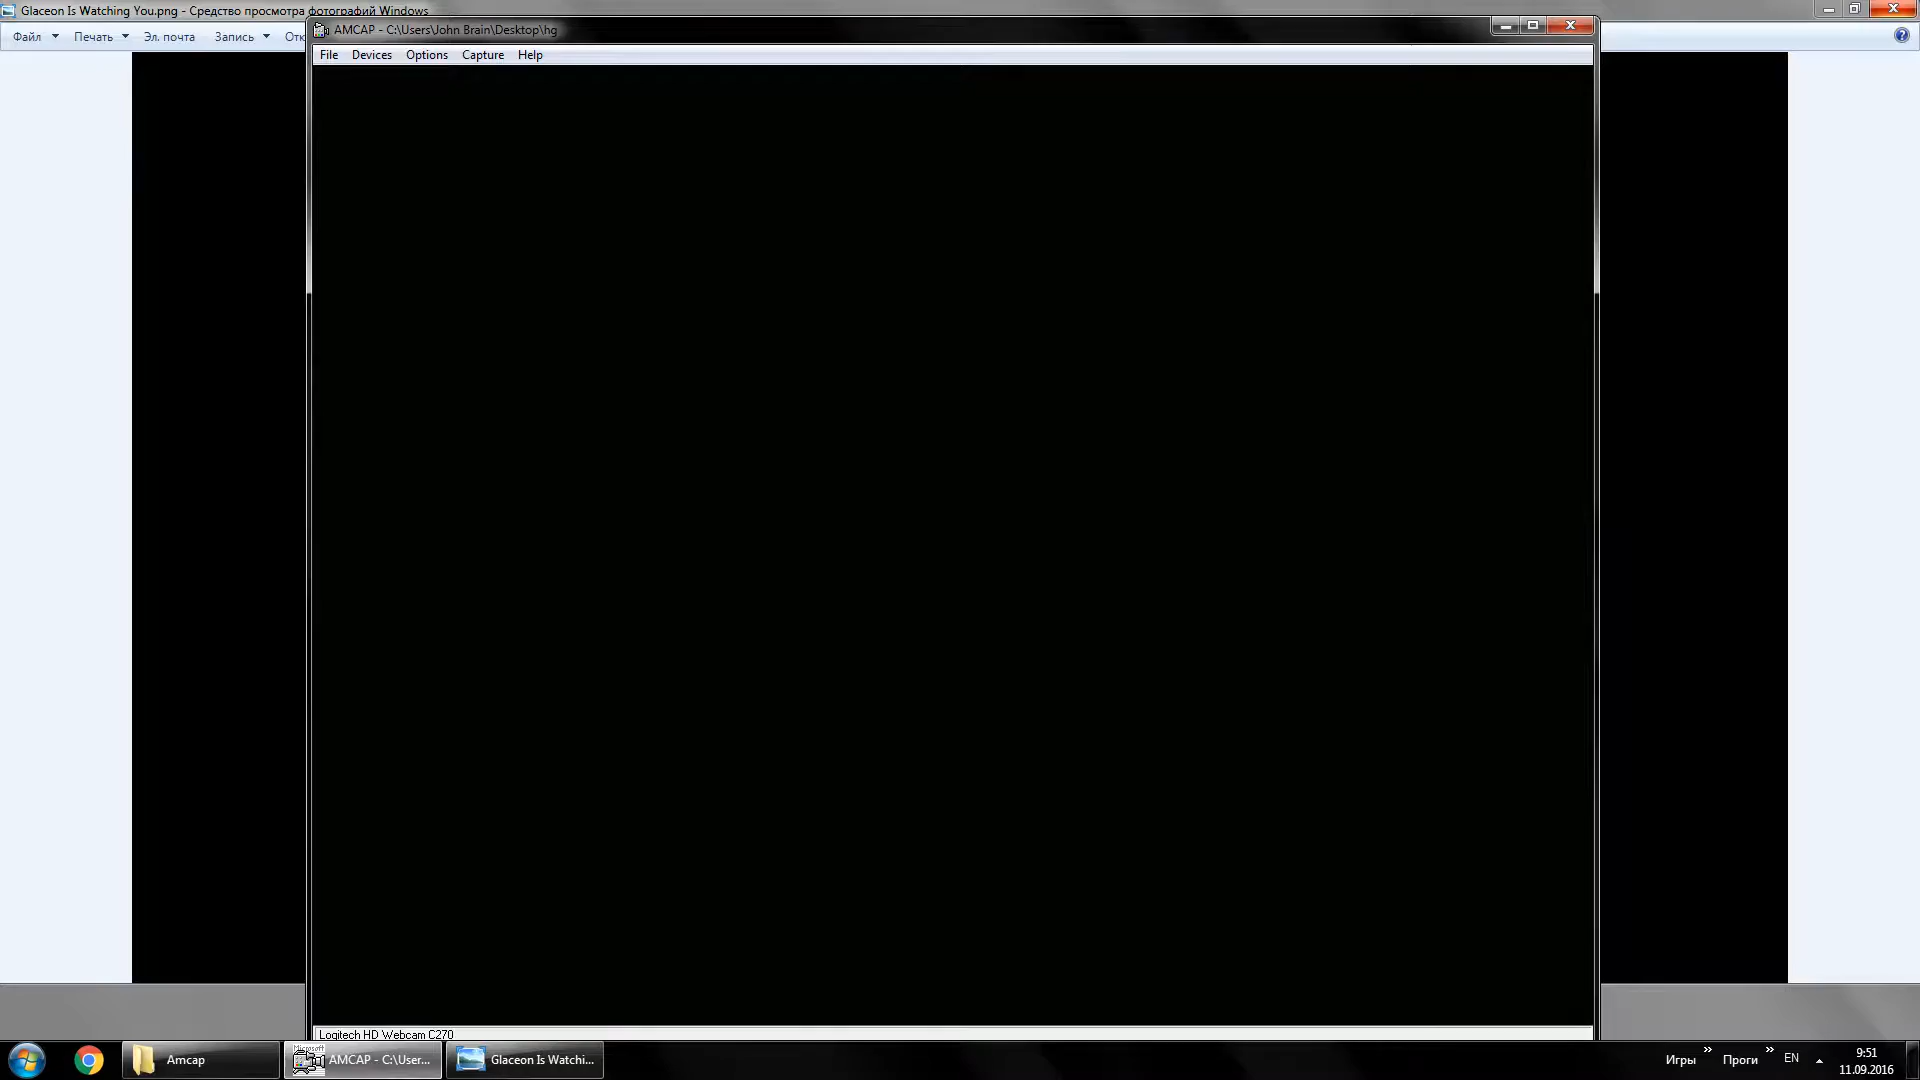 Glaceon Is Watching You.png - Средство просмотра фотографий Windows
Файл Печать Эл. почта Запись Отк
AMCAP - C:\Users\John Brain\Desktop\hg
File Devices Options Capture Help
Logitech HD Webcam C270
Amcap
Microsoft
AMCAP - C:\User...
Glaceon Is Watchi...
Игры » Проги » EN
9:51
11.09.2016